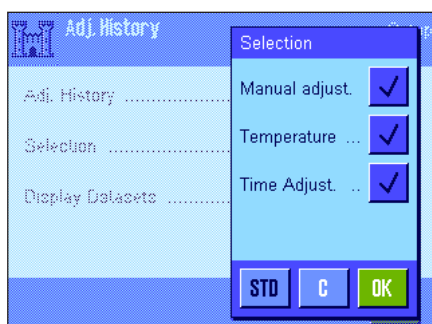 Adj. History
Selection
Adj. History ..................
Manual adjust.
Selection ..................
Temperature ...
Display Datasets ..........
Time Adjust. ..
STD C OK